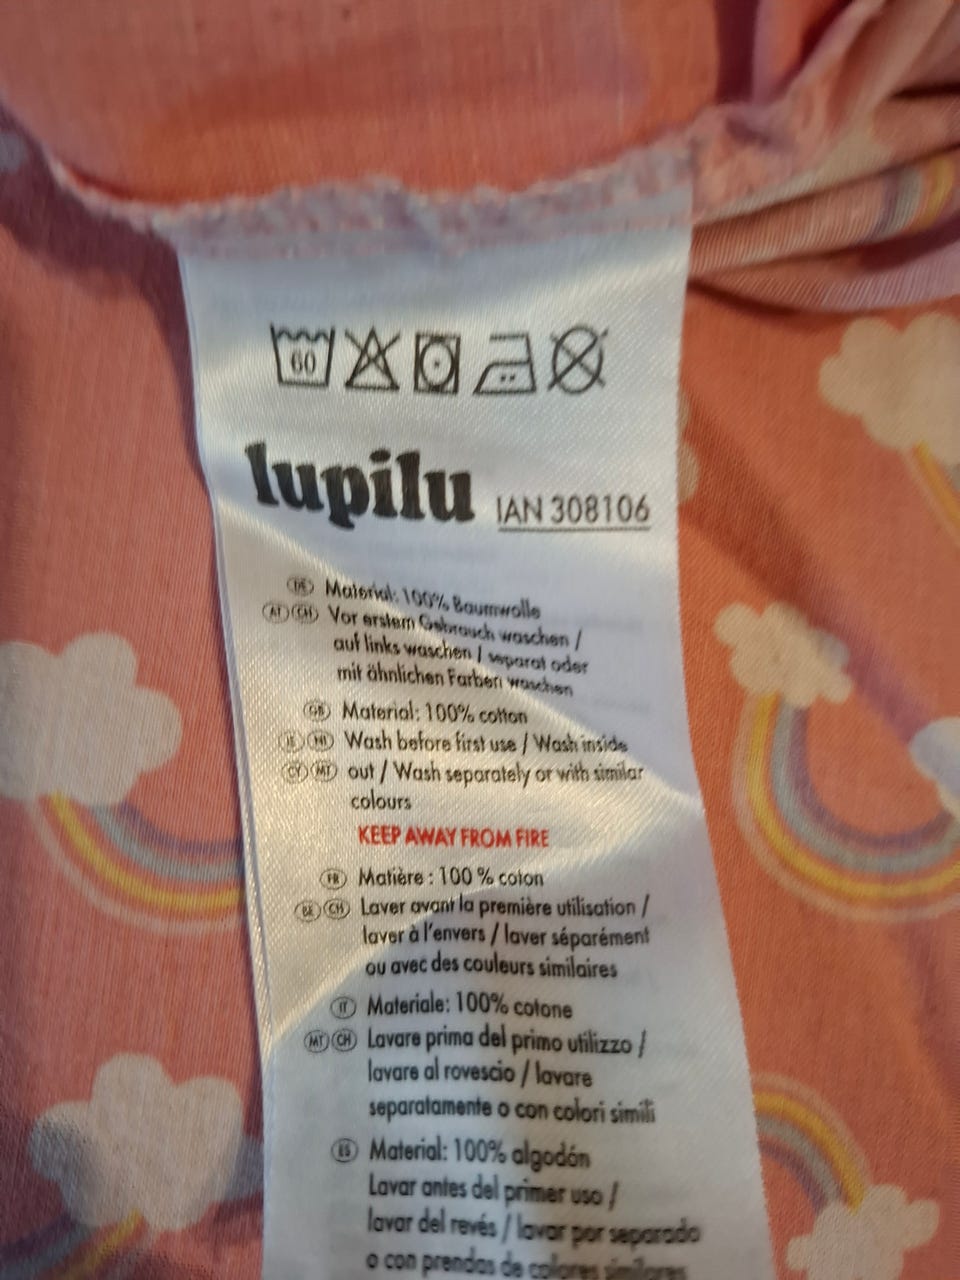 60
lupilu IAN 308106
DE Material: 100% Baumwolle
AT CH Vor erstem Gebrauch waschen /
auf links waschen / separat oder
mit ähnlichen Farben waschen
GB Material: 100% cotton
IE NI Wash before first use / Wash inside
CY MT out / Wash separately or with similar
colours
KEEP AWAY FROM FIRE
FR Matière : 100 % coton
BE CH Laver avant la première utilisation /
laver à l'envers / laver séparément
ou avec des couleurs similaires
IT Materiale: 100% cotone
MT CH Lavare prima del primo utilizzo /
lavare al rovescio / lavare
separatamente o con colori simili
ES Material: 100% algodón
Lavar antes del primer uso /
lavar del revés / lavar por separado
o con prendas de colores similares